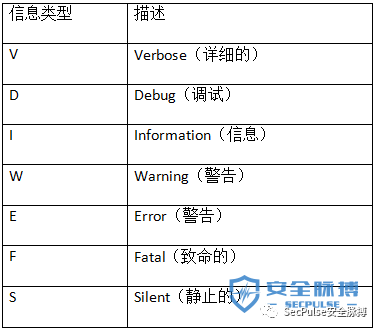 信息类型 描述
V Verbose（详细的）
D Debug（调试）
I Information（信息）
W Warning（警告）
E Error（警告）
F Fatal（致命的）
S Silent（静止的）
安全脉搏
SECPULSE
SecPulse安全脉搏